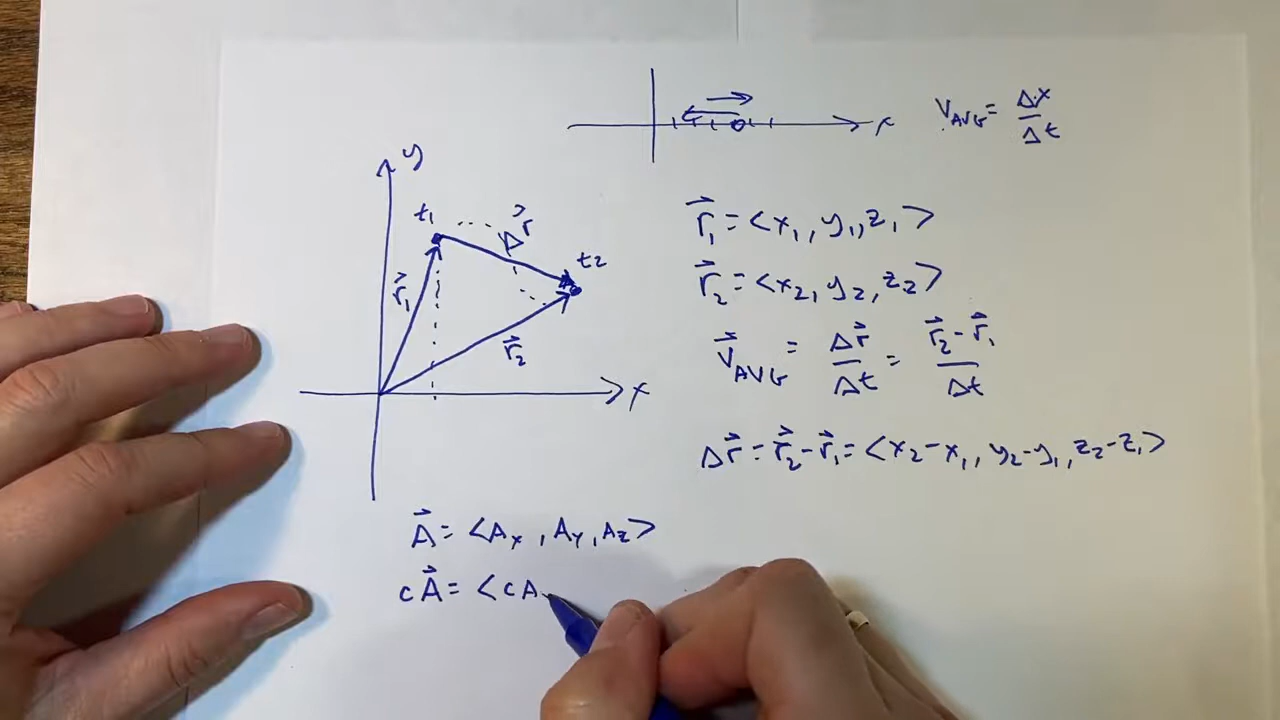 x
V_AVG = Δx/Δt
y
t₁
Δr⃗
t₂
r⃗₁
r⃗₂
x
r⃗₁ = <x₁, y₁, z₁>
r⃗₂ = <x₂, y₂, z₂>
V⃗_AVG = Δr⃗/Δt = (r⃗₂ - r⃗₁)/Δt
Δr⃗ = r⃗₂ - r⃗₁ = <x₂ - x₁, y₂ - y₁, z₂ - z₁>
A⃗ = <Aₓ, A_Y, A_Z>
cA⃗ = <cA